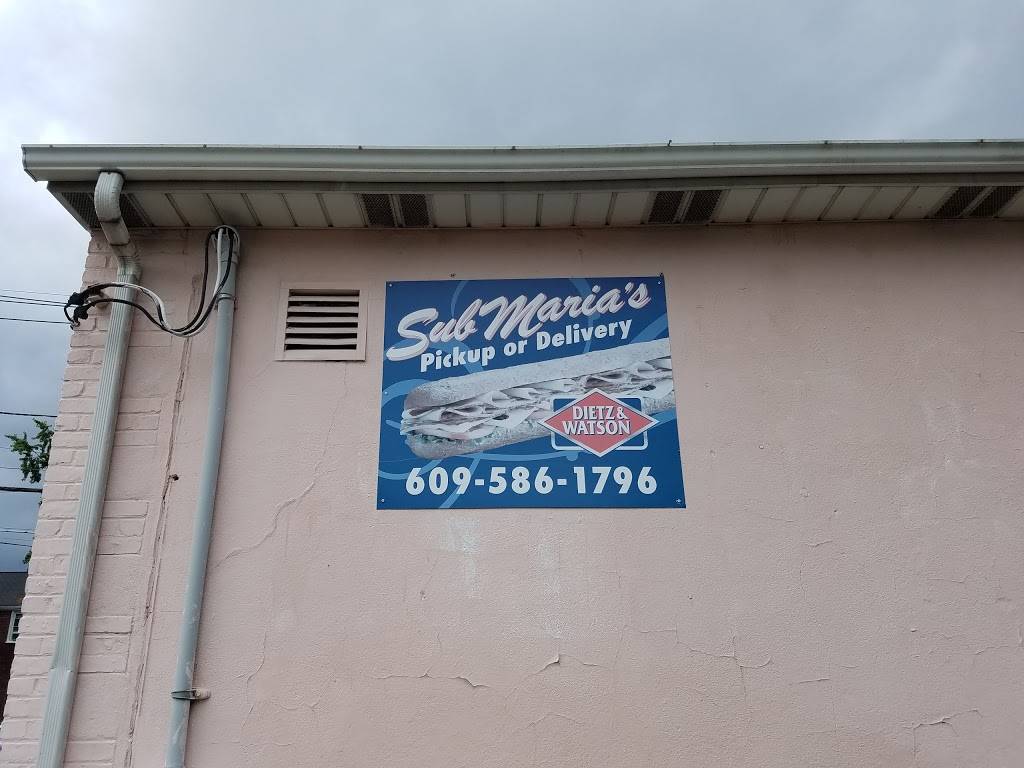 Sub Maria's
Pickup or Delivery
DIETZ &
WATSON
609-586-1796